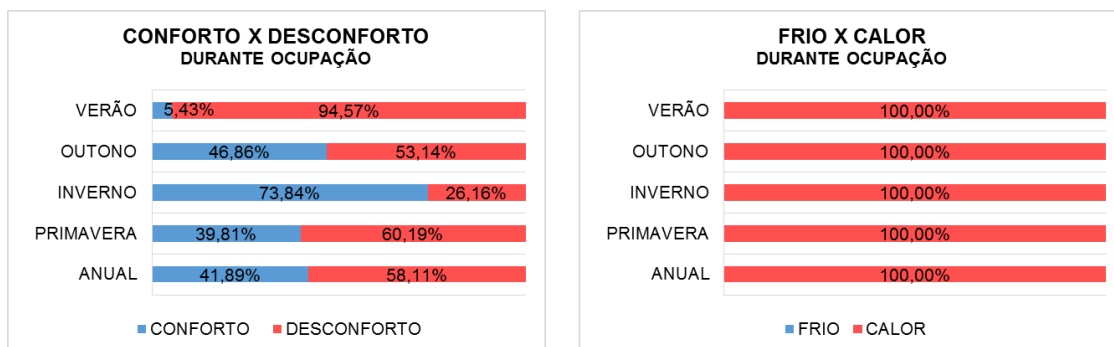 CONFORTO X DESCONFORTO
DURANTE OCUPAÇÃO
VERÃO 5,43% 94,57%
OUTONO 46,86% 53,14%
INVERNO 73,84% 26,16%
PRIMAVERA 39,81% 60,19%
ANUAL 41,89% 58,11%
CONFORTO DESCONFORTO
FRIO X CALOR
DURANTE OCUPAÇÃO
VERÃO 100,00%
OUTONO 100,00%
INVERNO 100,00%
PRIMAVERA 100,00%
ANUAL 100,00%
FRIO CALOR